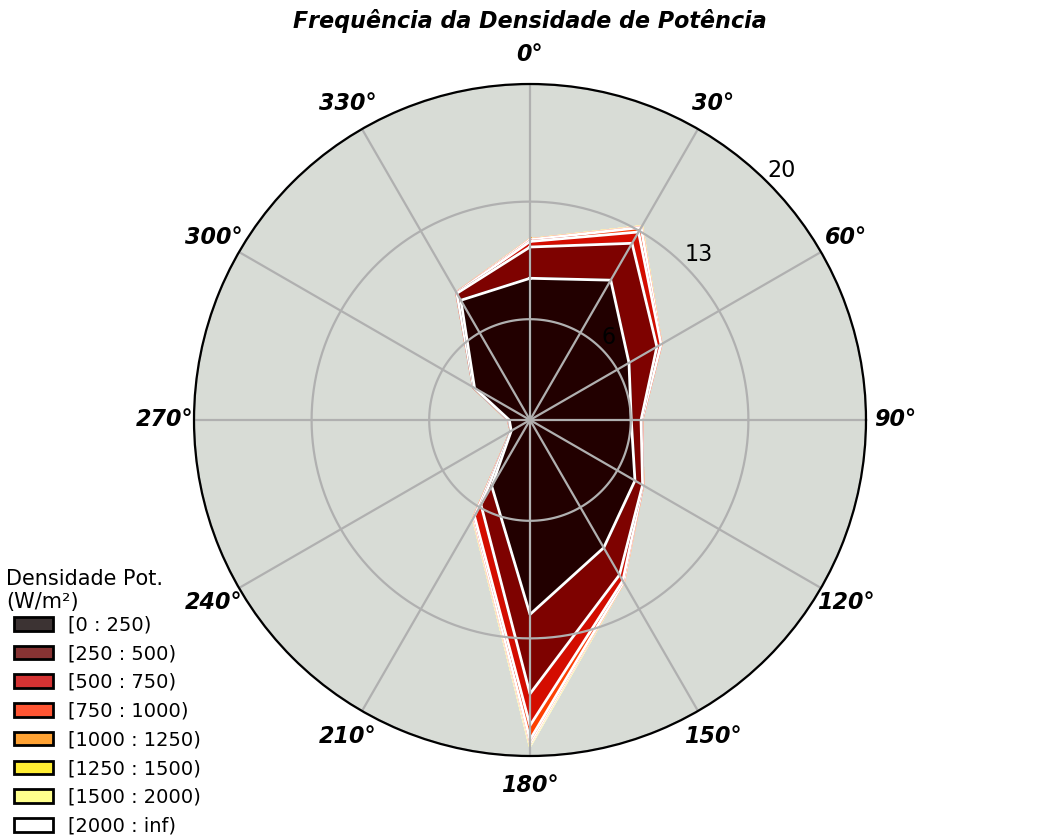 Frequência da Densidade de Potência
0°
330°
30°
20
300°
60°
13
6
270°
90°
Densidade Pot.
(W/m²)
240°
120°
[0 : 250)
[250 : 500)
[500 : 750)
[750 : 1000)
210°
150°
[1000 : 1250)
[1250 : 1500)
180°
[1500 : 2000)
[2000 : inf)